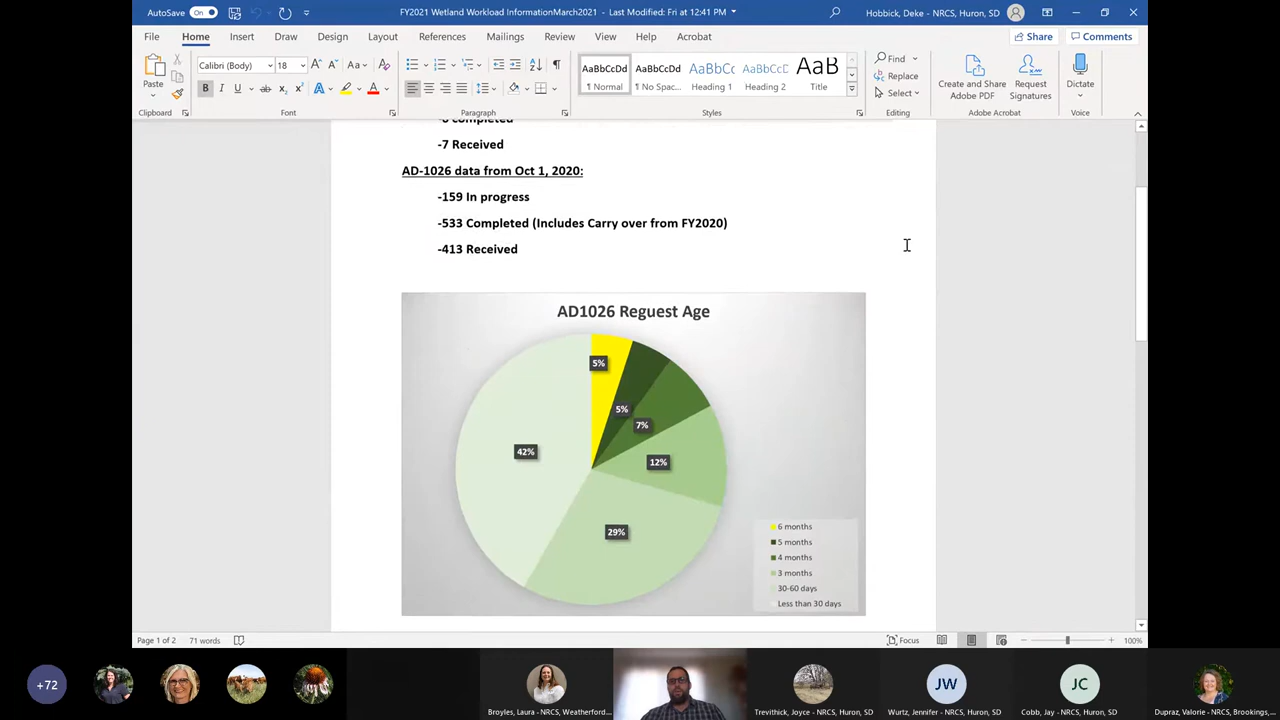 AutoSave On
FY2021 Wetland Workload InformationMarch2021 - Last Modified: Fri at 12:41 PM
Hobbick, Deke - NRCS, Huron, SD
File Home Insert Draw Design Layout References Mailings Review View Help Acrobat Share Comments
Paste
Calibri (Body) 18
AaBbCcDd AaBbCcDd AaBbCc AaBbCcD AaB
¶ Normal ¶ No Spac... Heading 1 Heading 2 Title
Find
Replace
Select
Create and Share Adobe PDF
Request Signatures
Dictate
Clipboard Font Paragraph Styles Editing Adobe Acrobat Voice
completed
-7 Received
AD-1026 data from Oct 1, 2020:
-159 In progress
-533 Completed (Includes Carry over from FY2020)
-413 Received
AD1026 Reguest Age
5%
5%
7%
42%
12%
29%
6 months
5 months
4 months
3 months
30-60 days
Less than 30 days
Page 1 of 2 71 words Focus 100%
+72
JW
JC
Broyles, Laura - NRCS, Weatherford...
Trevithick, Joyce - NRCS, Huron, SD
Wurtz, Jennifer - NRCS, Huron, SD
Cobb, Jay - NRCS, Huron, SD
Dupraz, Valorie - NRCS, Brookings,...